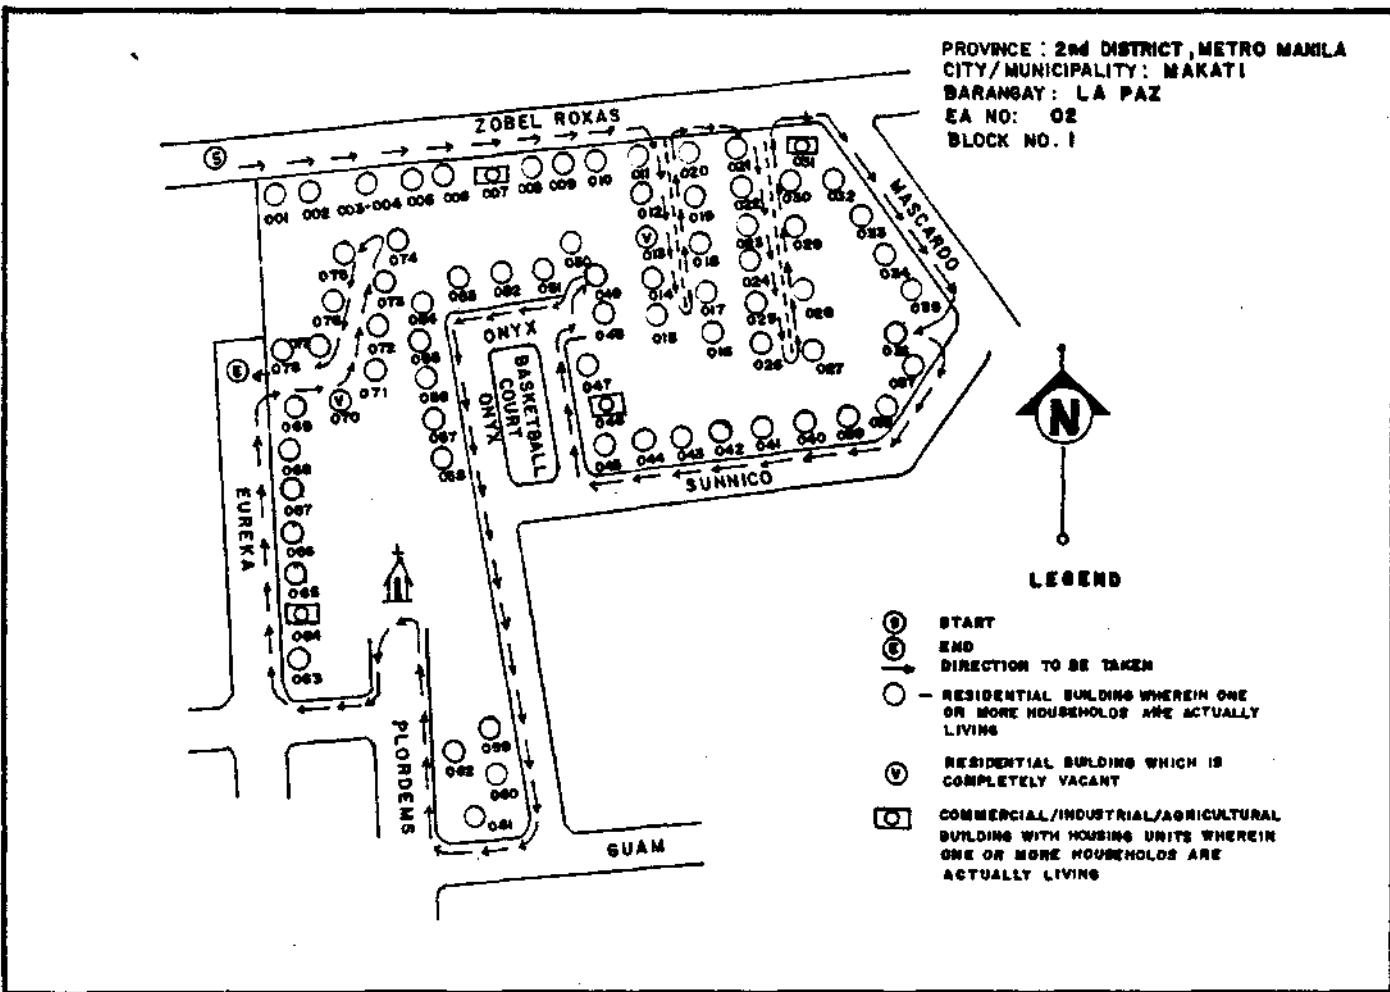 PROVINCE : 2nd DISTRICT, METRO MANILA
CITY/MUNICIPALITY: MAKATI
BARANGAY: LA PAZ
EA NO: 02
BLOCK NO. 1
ZOBEL ROXAS
S
001 002 003-004 005 006 007 008 009 010 011 020 021 031
012 019 022 030 032
V
013 018 023 029 033
014 017 024 028 034
015 016 025 027 035
026 036
037
MASCARDO
075 074
076 073
077 072
078 071
E
V
070
053 052 051 050 049
054 048
055 047
056 046
057
058
ONYX
ONYX
BASKETBALL
COURT
045 044 043 042 041 040 039 038
SUNNICO
N
069
068
067
066
065
064
063
EUREKA
PLORDEMS
059
062
060
061
GUAM
LEGEND
S START
E END
DIRECTION TO BE TAKEN
— RESIDENTIAL BUILDING WHEREIN ONE
OR MORE HOUSEHOLDS ARE ACTUALLY
LIVING
V RESIDENTIAL BUILDING WHICH IS
COMPLETELY VACANT
COMMERCIAL/INDUSTRIAL/AGRICULTURAL
BUILDING WITH HOUSING UNITS WHEREIN
ONE OR MORE HOUSEHOLDS ARE
ACTUALLY LIVING